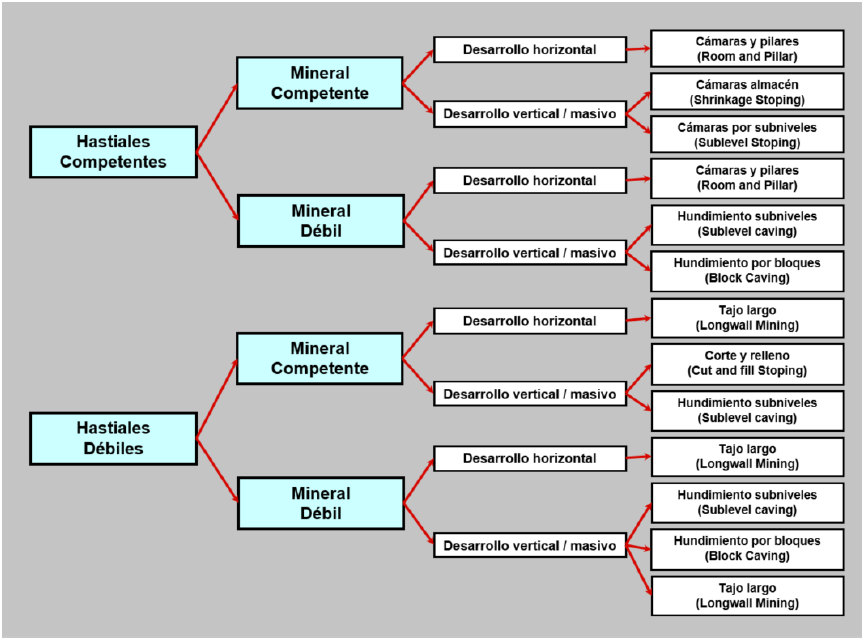 Hastiales
Competentes
Mineral
Competente
Desarrollo horizontal
Cámaras y pilares
(Room and Pillar)
Desarrollo vertical / masivo
Cámaras almacén
(Shrinkage Stoping)
Cámaras por subniveles
(Sublevel Stoping)
Mineral
Débil
Desarrollo horizontal
Cámaras y pilares
(Room and Pillar)
Desarrollo vertical / masivo
Hundimiento subniveles
(Sublevel caving)
Hundimiento por bloques
(Block Caving)
Hastiales
Débiles
Mineral
Competente
Desarrollo horizontal
Tajo largo
(Longwall Mining)
Desarrollo vertical / masivo
Corte y relleno
(Cut and fill Stoping)
Hundimiento subniveles
(Sublevel caving)
Mineral
Débil
Desarrollo horizontal
Tajo largo
(Longwall Mining)
Desarrollo vertical / masivo
Hundimiento subniveles
(Sublevel caving)
Hundimiento por bloques
(Block Caving)
Tajo largo
(Longwall Mining)